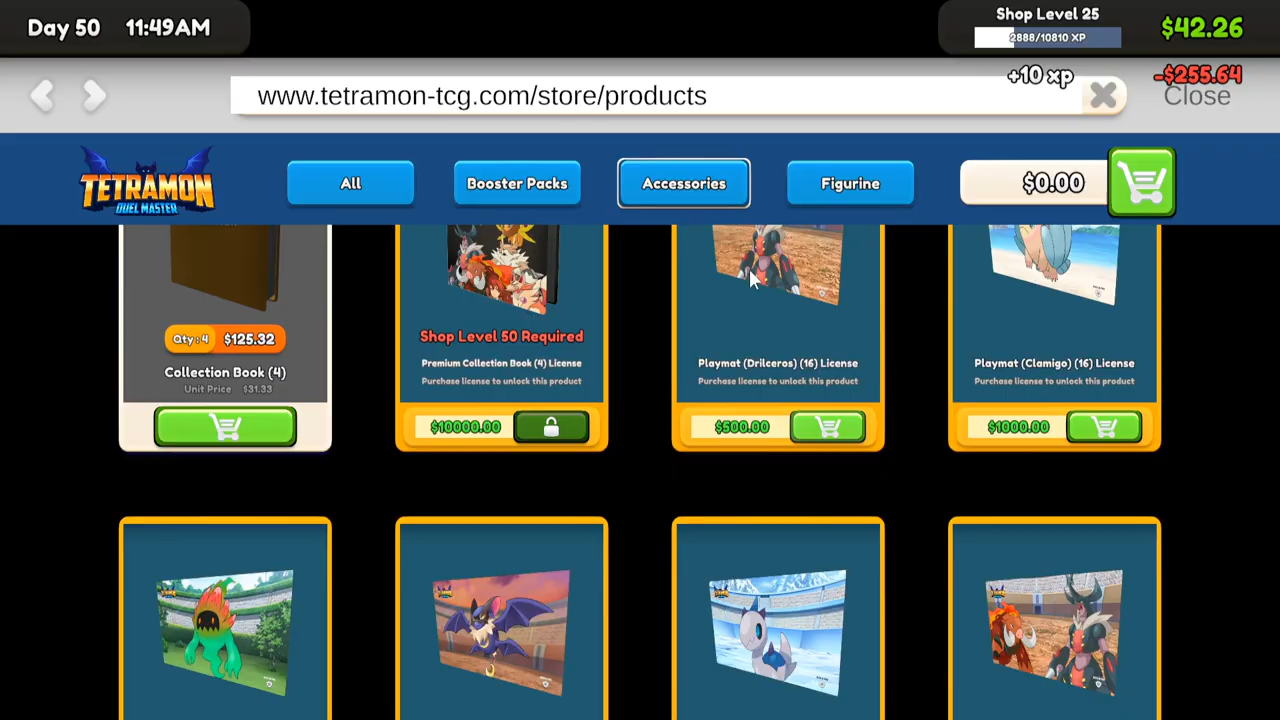 Day 50 11:49AM
Shop Level 25
2888/10810 XP
$42.26
+10 xp
-$255.64
www.tetramon-tcg.com/store/products
Close
TETRAMON
DUEL MASTER
All
Booster Packs
Accessories
Figurine
$0.00
Qty : 4 $125.32
Collection Book (4)
Unit Price $31.33
Shop Level 50 Required
Premium Collection Book (4) License
Purchase license to unlock this product
$10000.00
Playmat (Drilceros) (16) License
Purchase license to unlock this product
$500.00
Playmat (Clamigo) (16) License
Purchase license to unlock this product
$1000.00